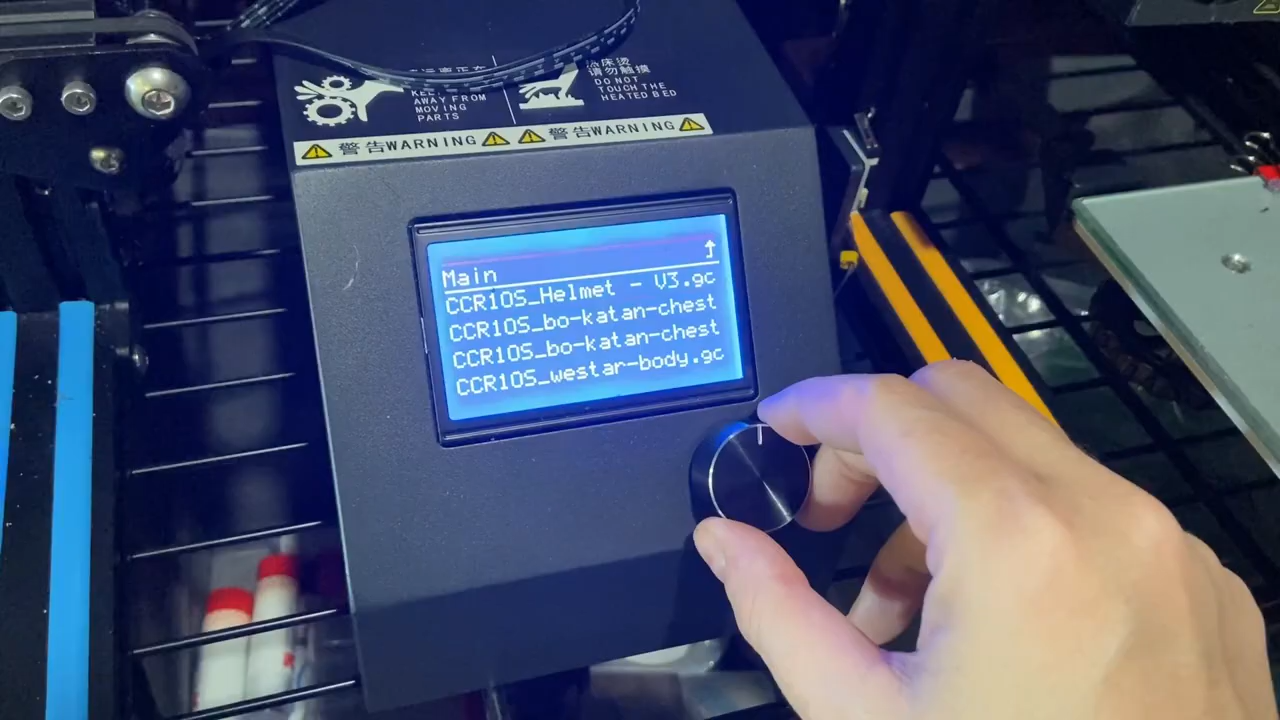 AWAY FROM
MOVING
PARTS
请勿触摸
DO NOT
TOUCH THE
HEATED BED
警告WARNING 警告WARNING
Main
CCR10S_Helmet - V3.gc
CCR10S_bo-katan-chest
CCR10S_bo-katan-chest
CCR10S_westar-body.gc